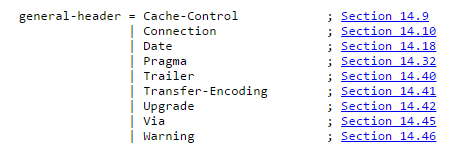 general-header = Cache-Control ; Section 14.9
| Connection ; Section 14.10
| Date ; Section 14.18
| Pragma ; Section 14.32
| Trailer ; Section 14.40
| Transfer-Encoding ; Section 14.41
| Upgrade ; Section 14.42
| Via ; Section 14.45
| Warning ; Section 14.46